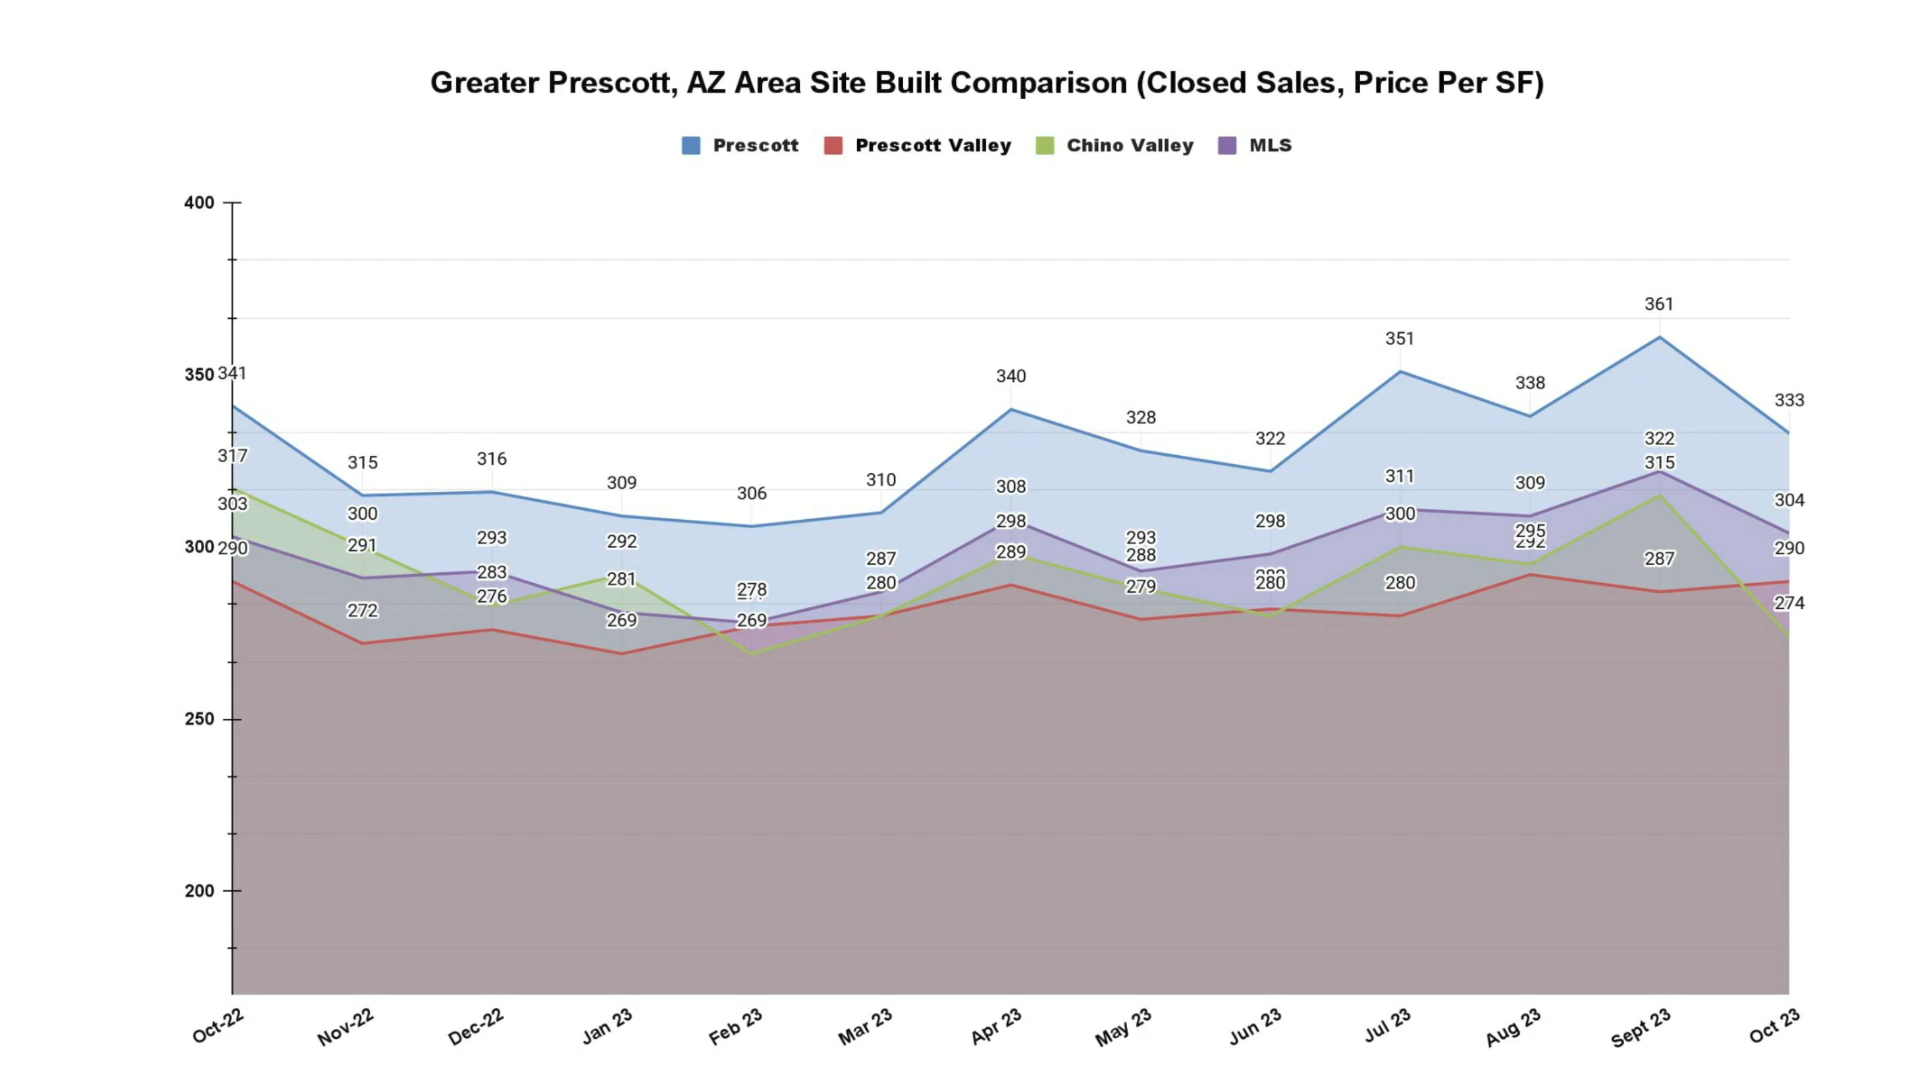 Greater Prescott, AZ Area Site Built Comparison (Closed Sales, Price Per SF)
Prescott Prescott Valley Chino Valley MLS
400
361
351
350 341 340 338 333
328
322
322
317 315 316 315
309 306 310 308 311 309 304
303 300 298 298 300
300 290 291 293 292 287 293 295 290
283 281 278 280 289 288 280 280 287
272 276 269 269 279 274
250
200
Oct-22 Nov-22 Dec-22 Jan 23 Feb 23 Mar 23 Apr 23 May 23 Jun 23 Jul 23 Aug 23 Sept 23 Oct 23